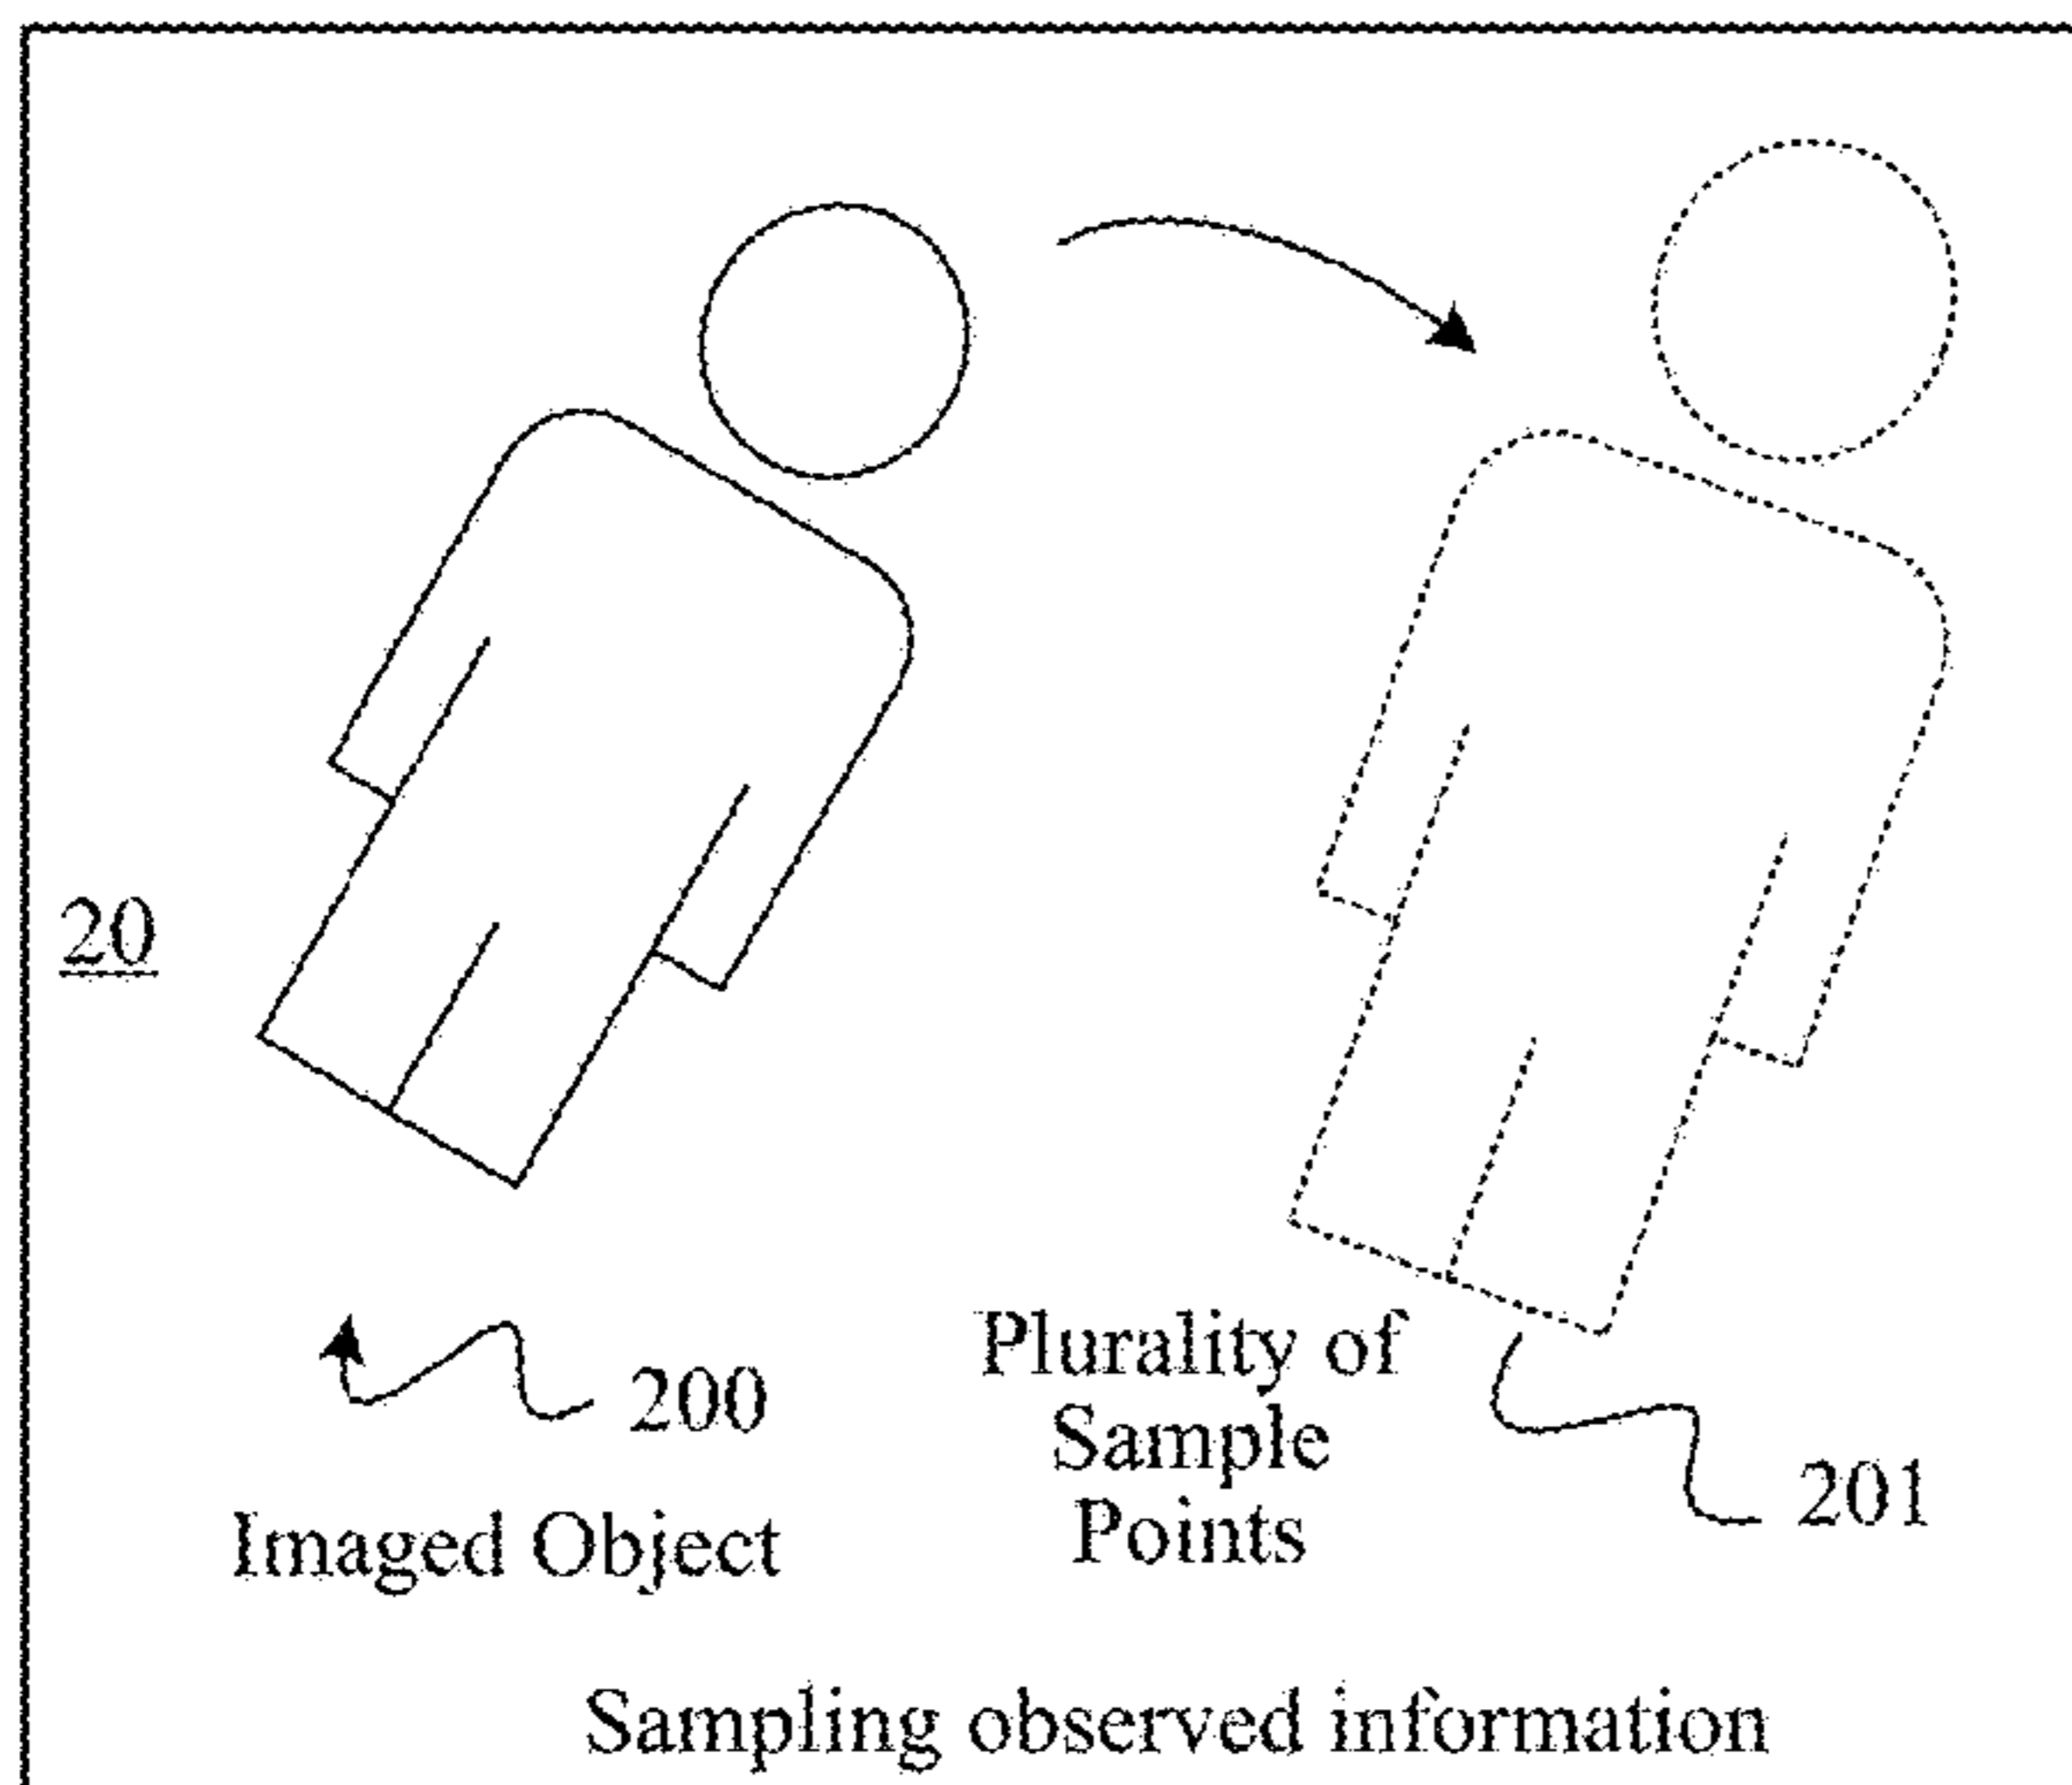 20
200
Imaged Object
Plurality of
Sample
Points
201
Sampling observed information